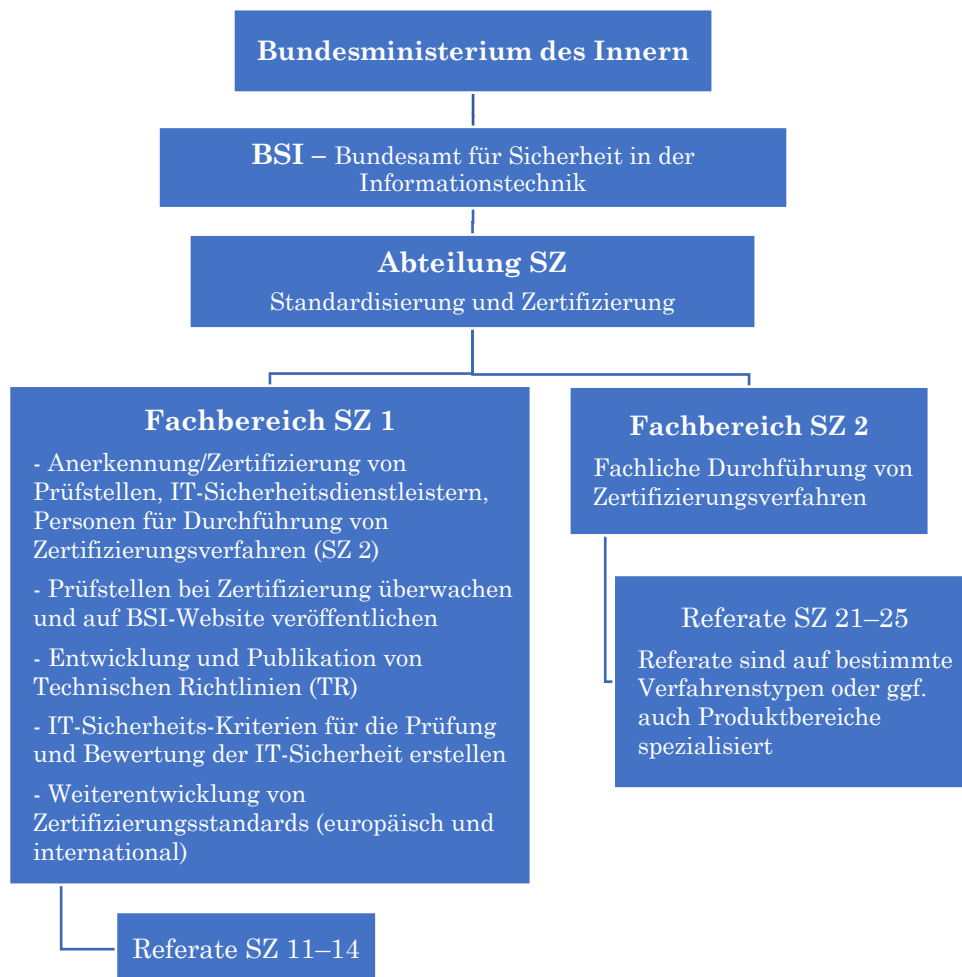 Bundesministerium des Innern
BSI – Bundesamt für Sicherheit in der
Informationstechnik
Abteilung SZ
Standardisierung und Zertifizierung
Fachbereich SZ 1
- Anerkennung/Zertifizierung von
Prüfstellen, IT-Sicherheitsdienstleistern,
Personen für Durchführung von
Zertifizierungsverfahren (SZ 2)
- Prüfstellen bei Zertifizierung überwachen
und auf BSI-Website veröffentlichen
- Entwicklung und Publikation von
Technischen Richtlinien (TR)
- IT-Sicherheits-Kriterien für die Prüfung
und Bewertung der IT-Sicherheit erstellen
- Weiterentwicklung von
Zertifizierungsstandards (europäisch und
international)
Referate SZ 11–14
Fachbereich SZ 2
Fachliche Durchführung von
Zertifizierungsverfahren
Referate SZ 21–25
Referate sind auf bestimmte
Verfahrenstypen oder ggf.
auch Produktbereiche
spezialisiert